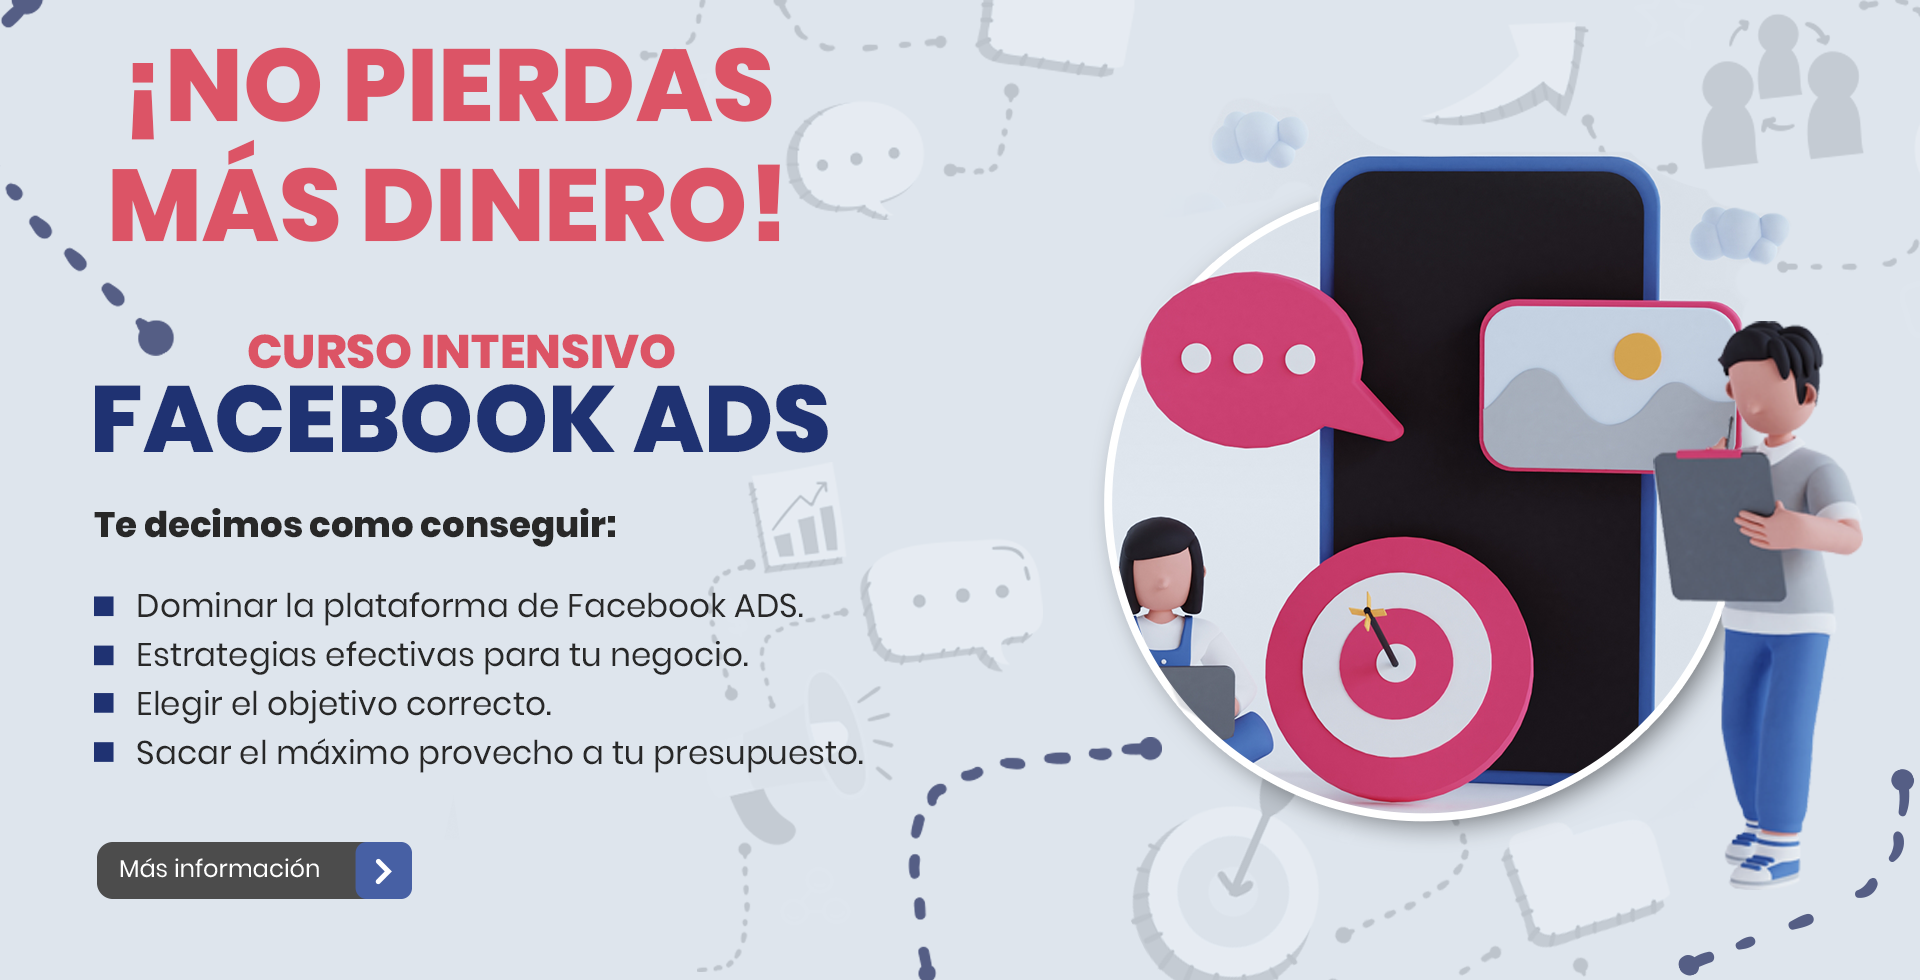 ¡NO PIERDAS
MÁS DINERO!
CURSO INTENSIVO
FACEBOOK ADS
Te decimos como conseguir:
Dominar la plataforma de Facebook ADS.
Estrategias efectivas para tu negocio.
Elegir el objetivo correcto.
Sacar el máximo provecho a tu presupuesto.
Más información